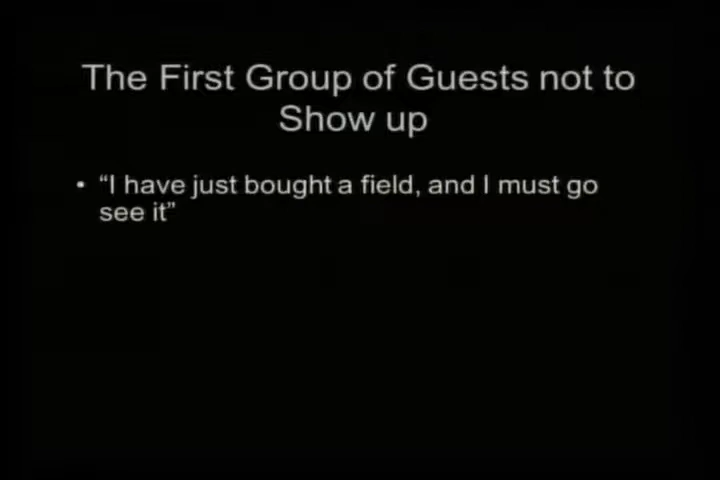 The First Group of Guests not to
Show up
• “I have just bought a field, and I must go
see it”